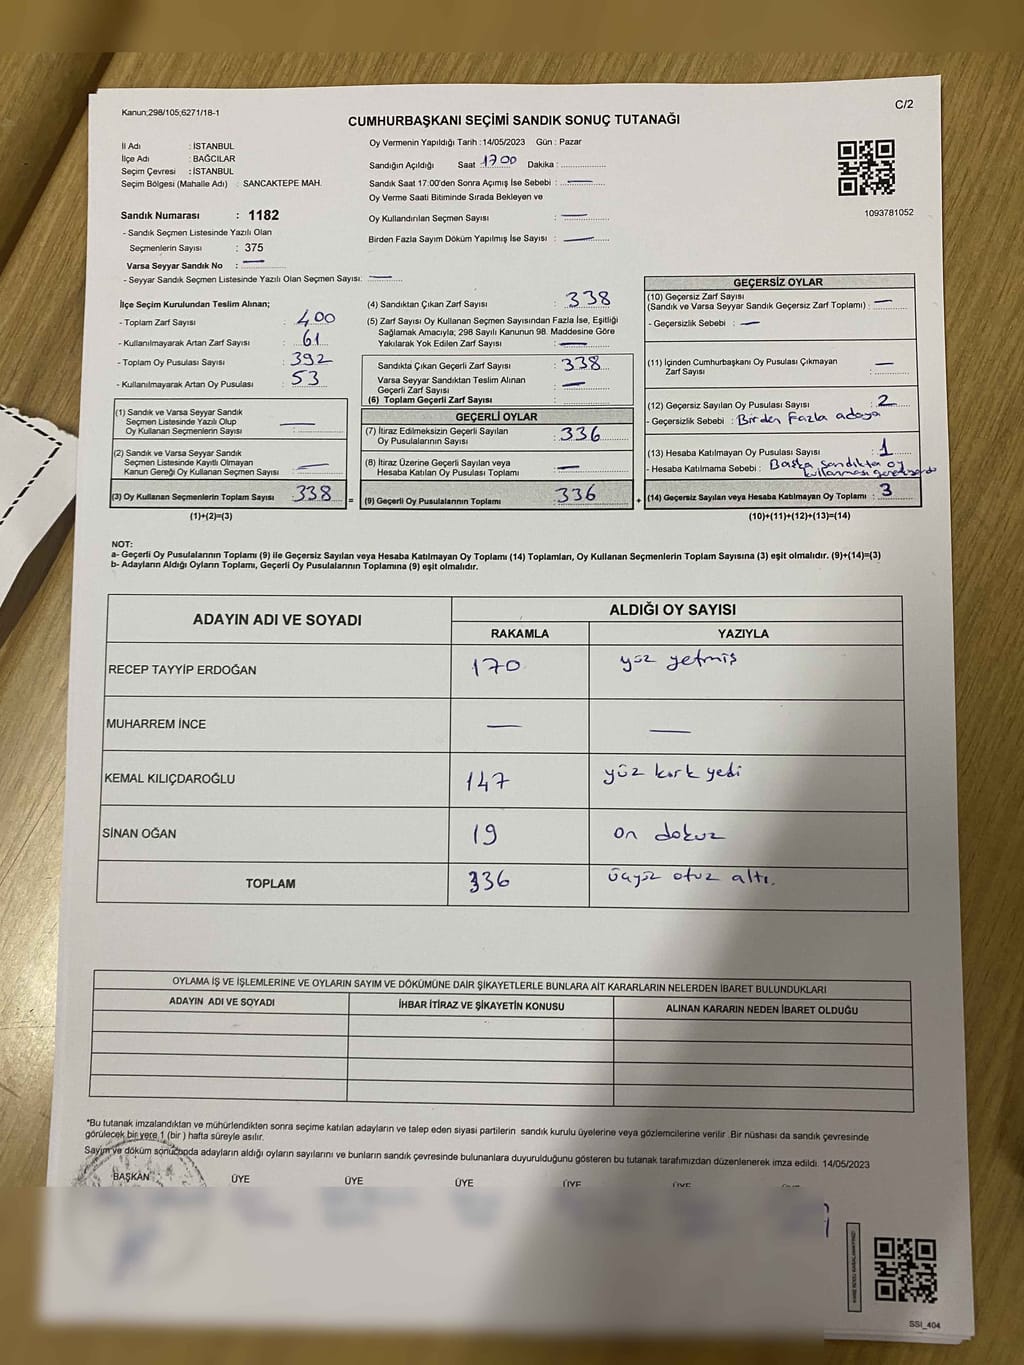 Kanun;298/105;6271/18-1
C/2
CUMHURBAŞKANI SEÇİMİ SANDIK SONUÇ TUTANAĞI
İl Adı : İSTANBUL
İlçe Adı : BAĞCILAR
Seçim Çevresi : İSTANBUL
Seçim Bölgesi (Mahalle Adı) : SANCAKTEPE MAH.
Sandık Numarası : 1182
- Sandık Seçmen Listesinde Yazılı Olan
Seçmenlerin Sayısı : 375
Varsa Seyyar Sandık No : —
- Seyyar Sandık Seçmen Listesinde Yazılı Olan Seçmen Sayısı: —
Oy Vermenin Yapıldığı Tarih :14/05/2023 Gün : Pazar
Sandığın Açıldığı Saat :1700 Dakika :
Sandık Saat 17:00'den Sonra Açımış İse Sebebi : —
Oy Verme Saati Bitiminde Sırada Bekleyen ve
Oy Kullandırılan Seçmen Sayısı : —
Birden Fazla Sayım Döküm Yapılmış İse Sayısı : —
1093781052
İlçe Seçim Kurulundan Teslim Alınan;
- Toplam Zarf Sayısı : 400
- Kullanılmayarak Artan Zarf Sayısı : 61
- Toplam Oy Pusulası Sayısı : 392
- Kullanılmayarak Artan Oy Pusulası : 53
(1) Sandık ve Varsa Seyyar Sandık
Seçmen Listesinde Yazılı Olup
Oy Kullanan Seçmenlerin Sayısı —
(2) Sandık ve Varsa Seyyar Sandık
Seçmen Listesinde Kayıtlı Olmayan
Kanun Gereği Oy Kullanan Seçmen Sayısı —
(3) Oy Kullanan Seçmenlerin Toplam Sayısı 338 =
(1)+(2)=(3)
(4) Sandıktan Çıkan Zarf Sayısı : 338
(5) Zarf Sayısı Oy Kullanan Seçmen Sayısından Fazla İse, Eşitliği
Sağlamak Amacıyla; 298 Sayılı Kanunun 98. Maddesine Göre
Yakılarak Yok Edilen Zarf Sayısı : —
Sandıkta Çıkan Geçerli Zarf Sayısı : 338
Varsa Seyyar Sandıktan Teslim Alınan
Geçerli Zarf Sayısı : —
(6) Toplam Geçerli Zarf Sayısı :
GEÇERLİ OYLAR
(7) İtiraz Edilmeksizin Geçerli Sayılan
Oy Pusulalarının Sayısı : 336
(8) İtiraz Üzerine Geçerli Sayılan veya
Hesaba Katılan Oy Pusulası Toplamı : —
(9) Geçerli Oy Pusulalarının Toplamı : 336 +
GEÇERSİZ OYLAR
(10) Geçersiz Zarf Sayısı
(Sandık ve Varsa Seyyar Sandık Geçersiz Zarf Toplamı) : —
- Geçersizlik Sebebi : —
(11) İçinden Cumhurbaşkanı Oy Pusulası Çıkmayan
Zarf Sayısı : —
(12) Geçersiz Sayılan Oy Pusulası Sayısı : 2
- Geçersizlik Sebebi : Birden Fazla adaya
(13) Hesaba Katılmayan Oy Pusulası Sayısı : 1
- Hesaba Katılmama Sebebi : Başka sandıkta oy
kullanması gerekiyordu
(14) Geçersiz Sayılan veya Hesaba Katılmayan Oy Toplamı : 3
(10)+(11)+(12)+(13)=(14)
NOT:
a- Geçerli Oy Pusulalarının Toplamı (9) ile Geçersiz Sayılan veya Hesaba Katılmayan Oy Toplamı (14) Toplamları, Oy Kullanan Seçmenlerin Toplam Sayısına (3) eşit olmalıdır. (9)+(14)=(3)
b- Adayların Aldığı Oyların Toplamı, Geçerli Oy Pusulalarının Toplamına (9) eşit olmalıdır.
ADAYIN ADI VE SOYADI ALDIĞI OY SAYISI
RAKAMLA YAZIYLA
RECEP TAYYİP ERDOĞAN 170 yüz yetmiş
MUHARREM İNCE — —
KEMAL KILIÇDAROĞLU 147 yüz kırk yedi
SİNAN OĞAN 19 on dokuz
TOPLAM 336 üçyüz otuz altı.
OYLAMA İŞ VE İŞLEMLERİNE VE OYLARIN SAYIM VE DÖKÜMÜNE DAİR ŞİKAYETLERLE BUNLARA AİT KARARLARIN NELERDEN İBARET BULUNDUKLARI
ADAYIN ADI VE SOYADI İHBAR İTİRAZ VE ŞİKAYETİN KONUSU ALINAN KARARIN NEDEN İBARET OLDUĞU
*Bu tutanak imzalandıktan ve mühürlendikten sonra seçime katılan adayların ve talep eden siyasi partilerin sandık kurulu üyelerine veya gözlemcilerine verilir. Bir nüshası da sandık çevresinde
görülecek bir yere 1 (bir ) hafta süreyle asılır.
Sayım ve döküm sonucunda adayların aldığı oyların sayılarını ve bunların sandık çevresinde bulunanlara duyurulduğunu gösteren bu tutanak tarafımızdan düzenlenerek imza edildi. 14/05/2023
BAŞKAN ÜYE ÜYE ÜYE ÜYE ÜYE
SSI_404